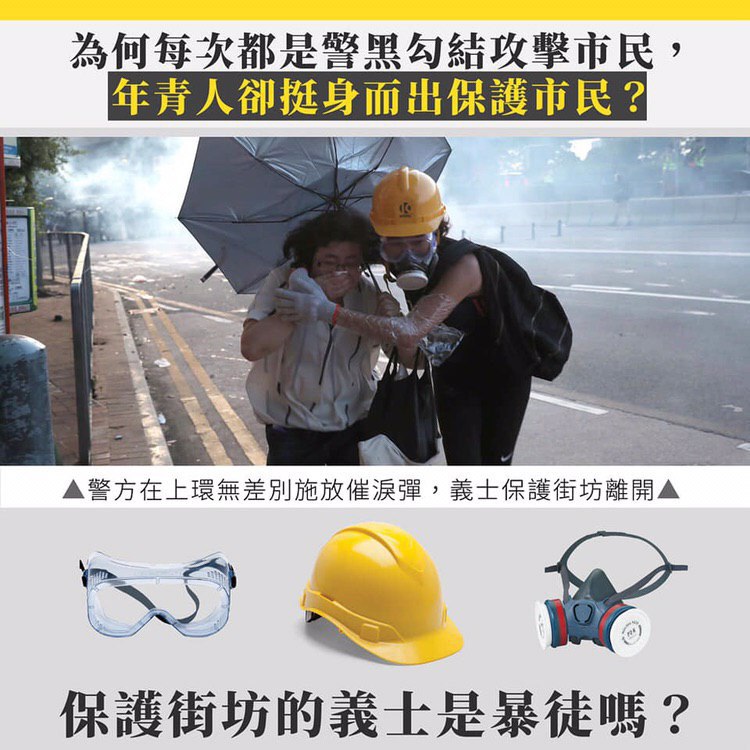 為何每次都是警黑勾結攻擊市民，
年青人卻挺身而出保護市民？
▲警方在上環無差別施放催淚彈，義士保護街坊離開▲
保護街坊的義士是暴徒嗎？